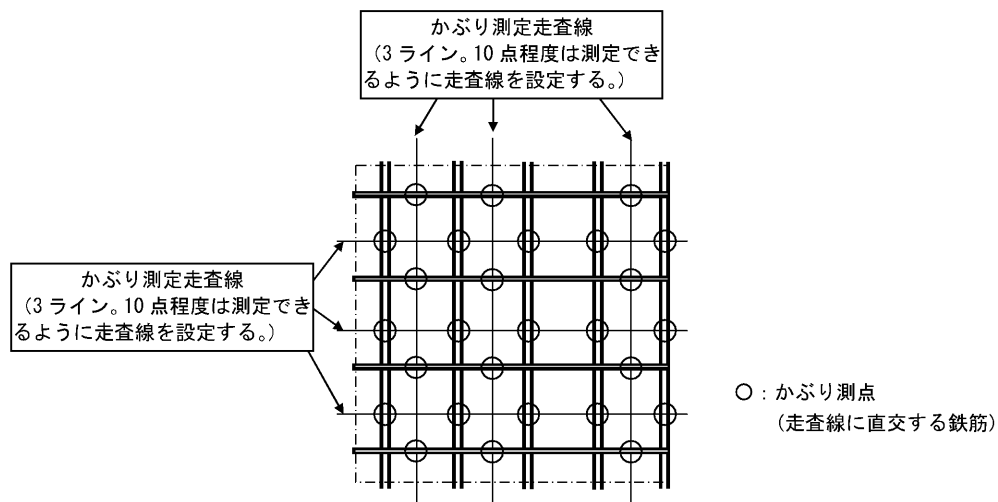 かぶり測定走査線
（3 ライン。10 点程度は測定でき
るように走査線を設定する。）
かぶり測定走査線
（3 ライン。10 点程度は測定でき
るように走査線を設定する。）
○：かぶり測点
（走査線に直交する鉄筋）